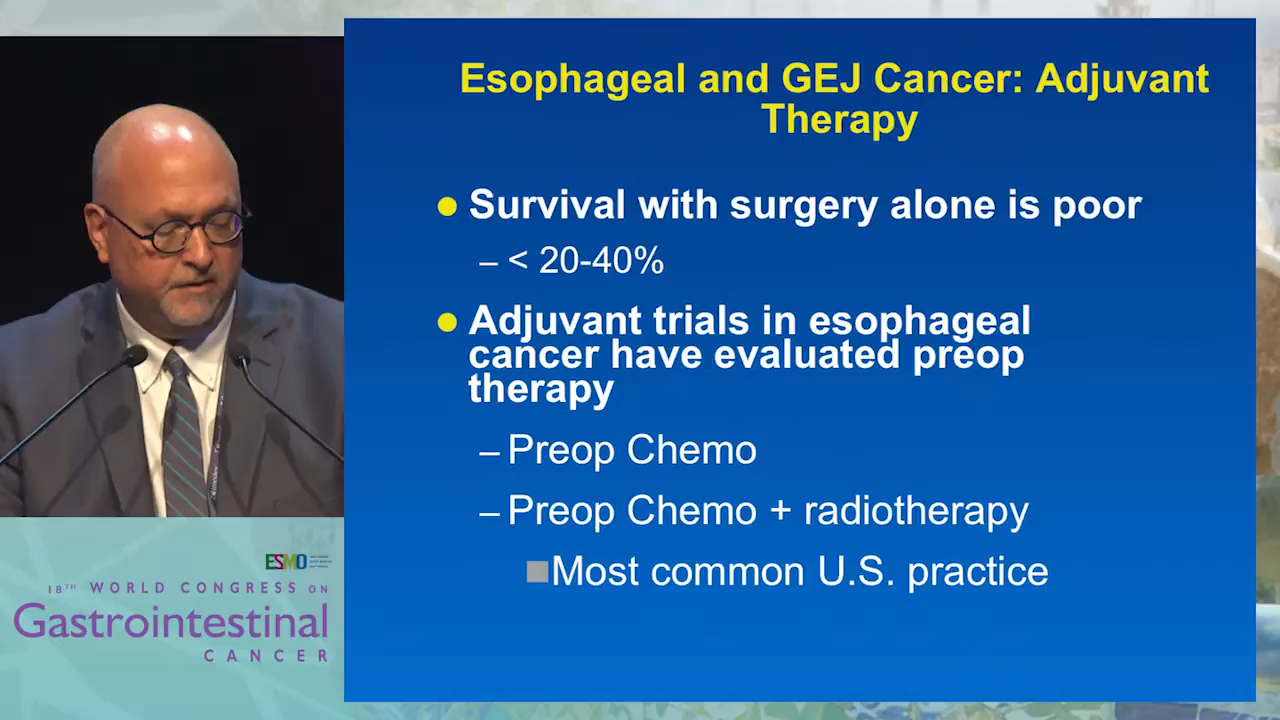 Esophageal and GEJ Cancer: Adjuvant
Therapy
● Survival with surgery alone is poor
– < 20-40%
● Adjuvant trials in esophageal
cancer have evaluated preop
therapy
– Preop Chemo
– Preop Chemo + radiotherapy
Most common U.S. practice
ESMO
18TH WORLD CONGRESS ON
Gastrointestinal
CANCER